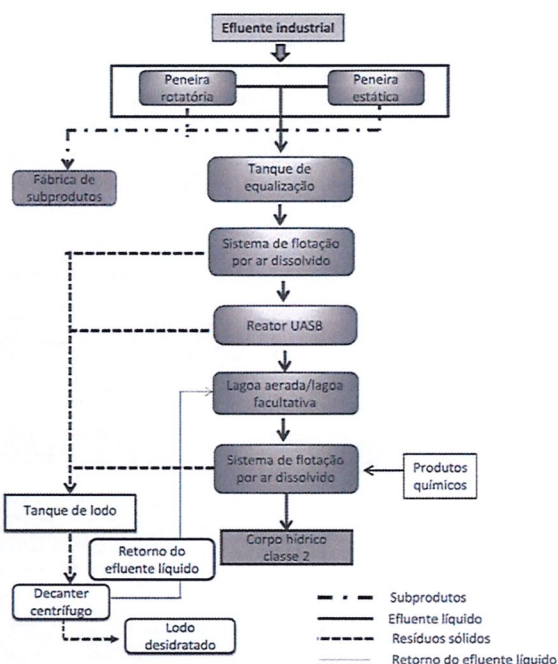 Efluente industrial
Peneira
rotatória
Peneira
estática
Fábrica de
subprodutos
Tanque de
equalização
Sistema de flotação
por ar dissolvido
Reator UASB
Lagoa aerada/lagoa
facultativa
Sistema de flotação
por ar dissolvido
Produtos
químicos
Tanque de lodo
Retorno do
efluente líquido
Corpo hídrico
classe 2
Decanter
centrífugo
Lodo
desidratado
Subprodutos
Efluente líquido
Resíduos sólidos
Retorno do efluente líquido